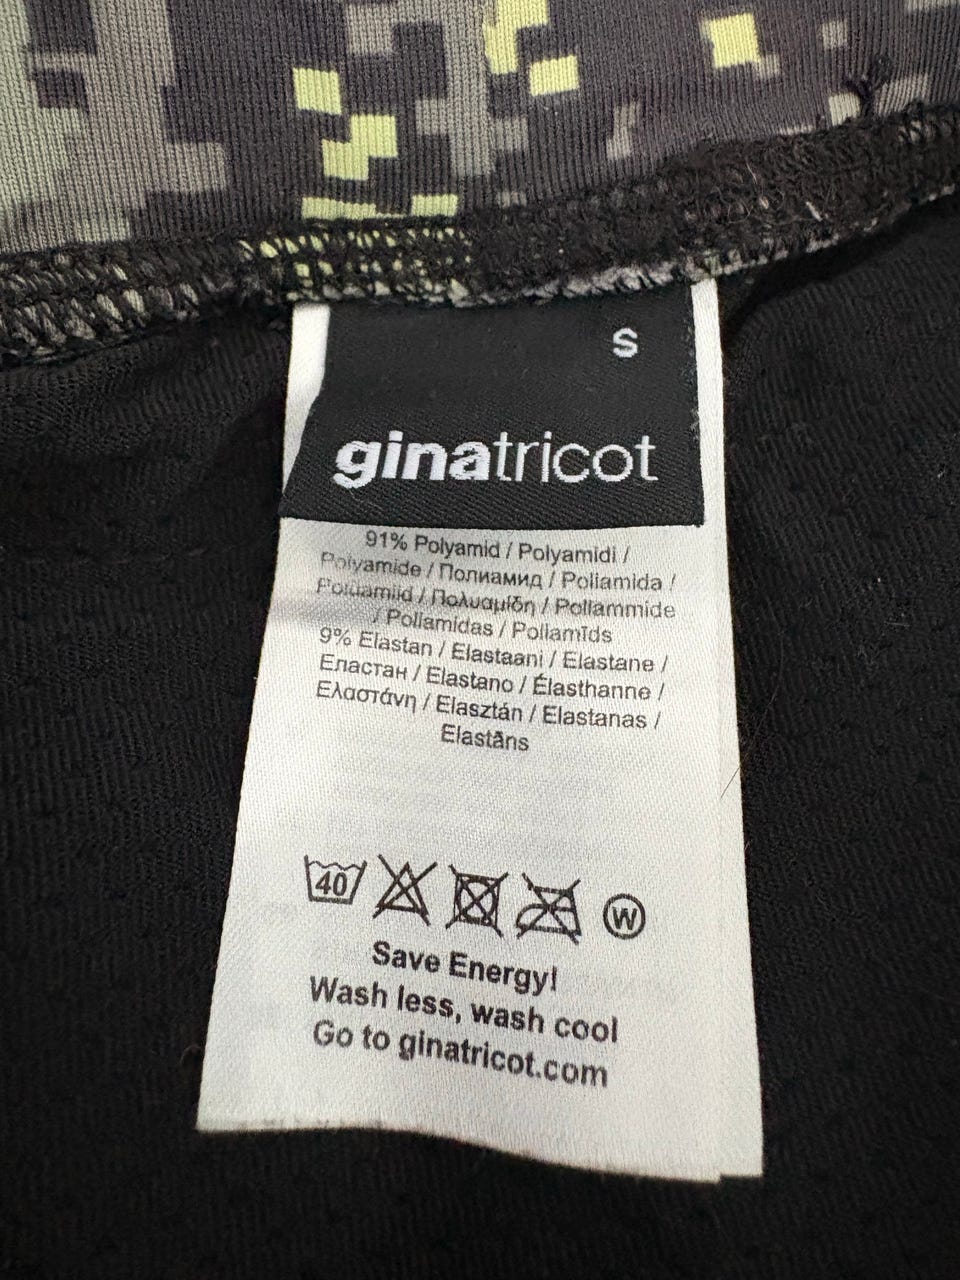 S
ginatricot
91% Polyamid / Polyamidi /
Polyamide / Полиамид / Poliamida /
Poliamlid / Πολυαμίδη / Poliammide
/ Poliamidas / Poliamīds
9% Elastan / Elastaani / Elastane /
Еластан / Elastano / Élasthanne /
Ελαστάνη / Elasztán / Elastanas /
Elastāns
40
W
Save Energy!
Wash less, wash cool
Go to ginatricot.com